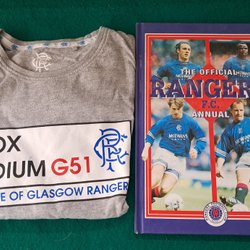 OX
DIUM G51
E OF GLASGOW RANGER
THE OFFICIAL
RANGERS
F.C.
ANNUAL